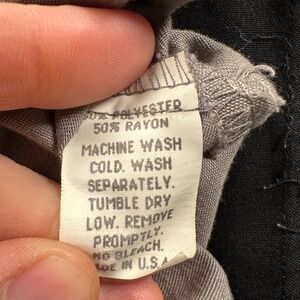 50% POLYESTER
50% RAYON
MACHINE WASH
COLD. WASH
SEPARATELY.
TUMBLE DRY
LOW. REMOVE
PROMPTLY.
NO BLEACH.
MADE IN U.S.A.